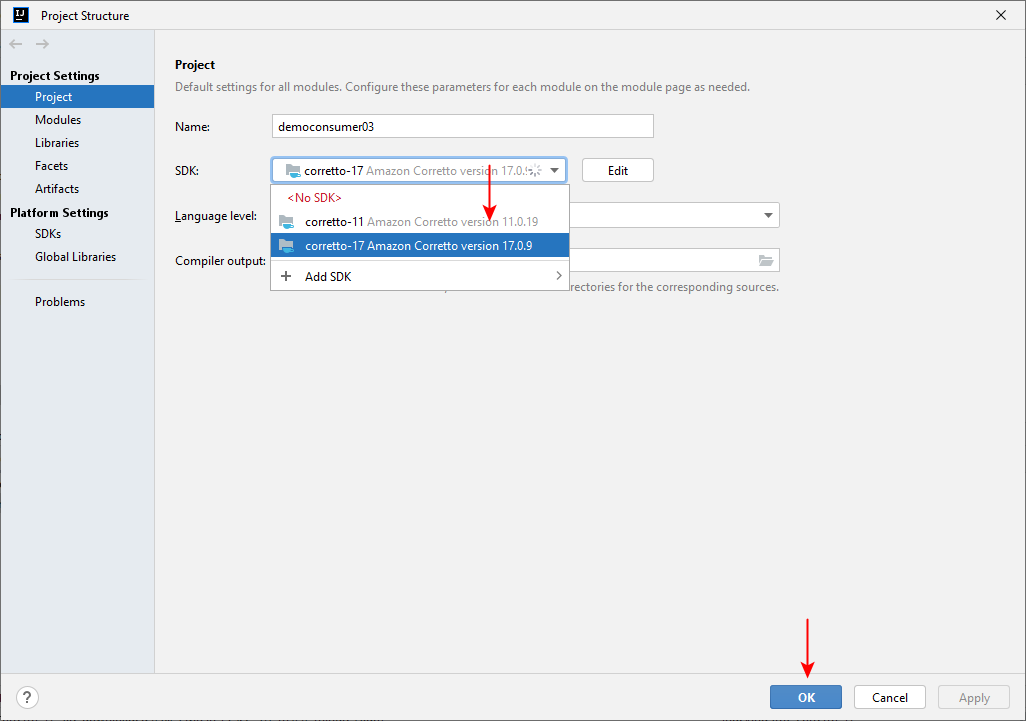 IJ
Project Structure
Project Settings
Project
Modules
Libraries
Facets
Artifacts
Platform Settings
SDKs
Global Libraries
Problems
Project
Default settings for all modules. Configure these parameters for each module on the module page as needed.
Name:
democonsumer03
SDK:
corretto-17 Amazon Corretto version 17.0.
Edit
<No SDK>
corretto-11 Amazon Corretto version 11.0.19
corretto-17 Amazon Corretto version 17.0.9
Add SDK
Language level:
Compiler output:
rectories for the corresponding sources.
?
OK
Cancel
Apply